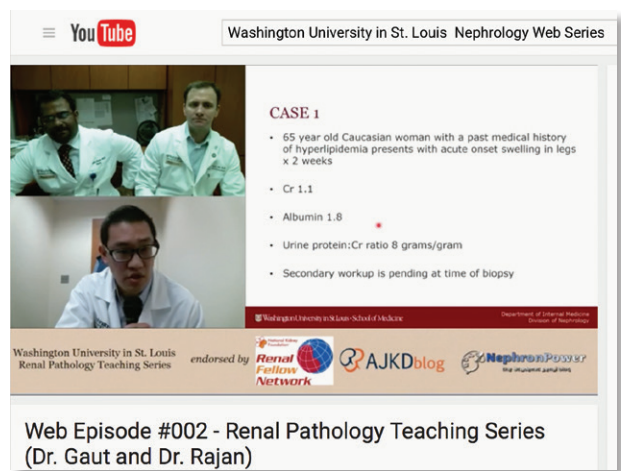 YouTube
Washington University in St. Louis Nephrology Web Series
CASE 1
• 65 year old Caucasian woman with a past medical history
of hyperlipidemia presents with acute onset swelling in legs
x 2 weeks
• Cr 1.1
• Albumin 1.8
• Urine protein:Cr ratio 8 grams/gram
• Secondary workup is pending at time of biopsy
Washington University in St. Louis · School of Medicine
Department of Internal Medicine
Division of Nephrology
Washington University in St. Louis
Renal Pathology Teaching Series
endorsed by
National Kidney
Foundation
Renal
Fellow
Network
AJKDblog
NephronPower
Web Episode #002 - Renal Pathology Teaching Series
(Dr. Gaut and Dr. Rajan)